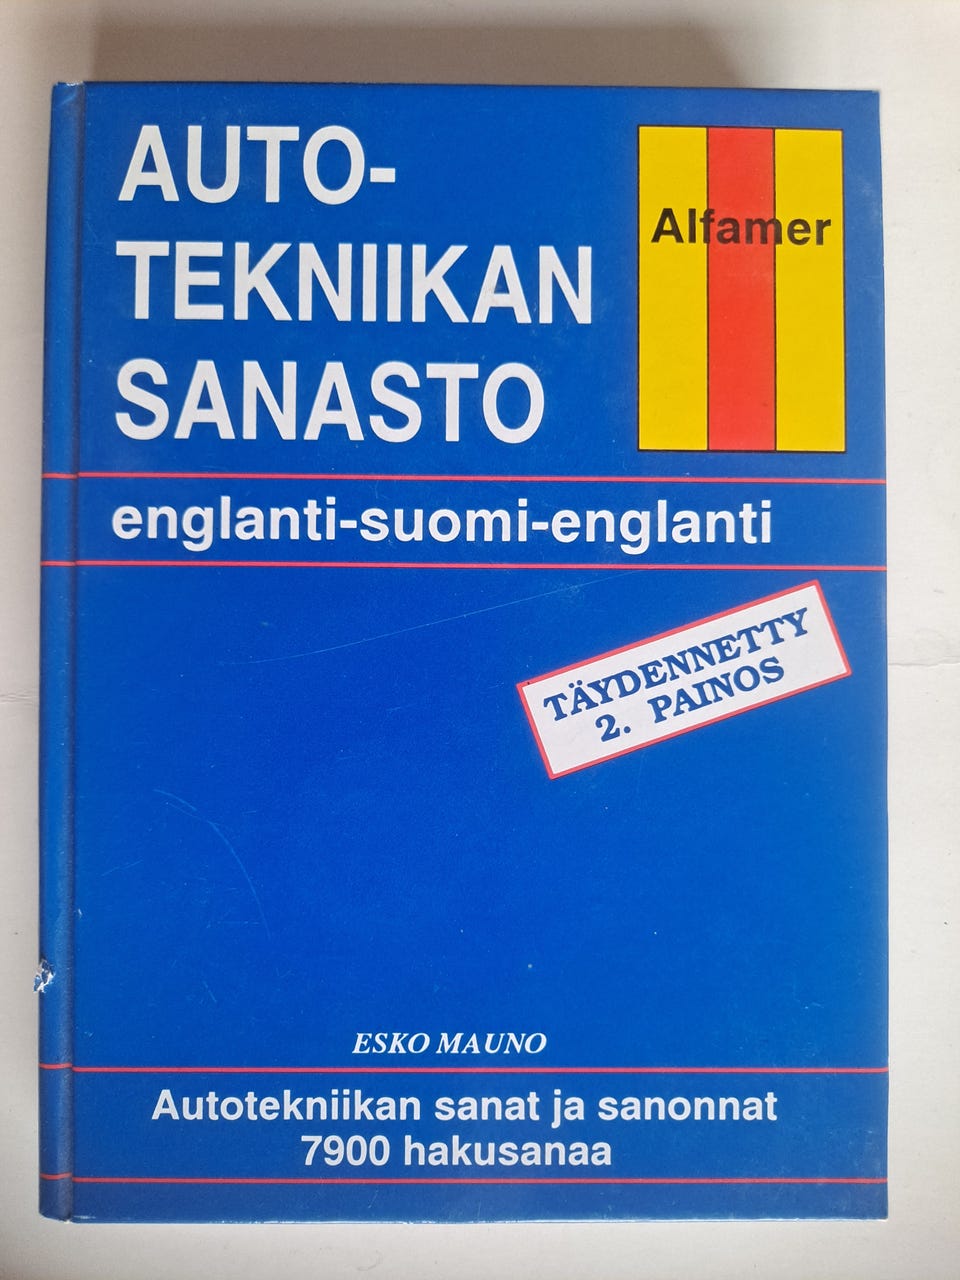 AUTO-
TEKNIIKAN
SANASTO
Alfamer
englanti-suomi-englanti
TÄYDENNETTY
2. PAINOS
ESKO MAUNO
Autotekniikan sanat ja sanonnat
7900 hakusanaa